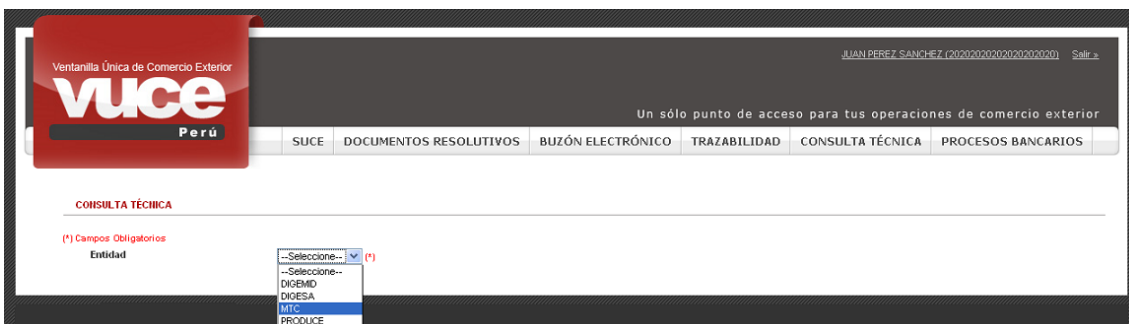 JUAN PEREZ SANCHEZ (20202020202020202020) Salir »
Ventanilla Única de Comercio Exterior
vuce
Perú
Un sólo punto de acceso para tus operaciones de comercio exterior
SUCE DOCUMENTOS RESOLUTIVOS BUZÓN ELECTRÓNICO TRAZABILIDAD CONSULTA TÉCNICA PROCESOS BANCARIOS
CONSULTA TÉCNICA
(*) Campos Obligatorios
Entidad --Seleccione-- (*)
--Seleccione--
DIGEMID
DIGESA
MTC
PRODUCE